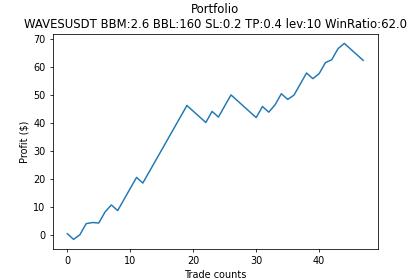 Portfolio
WAVESUSDT BBM:2.6 BBL:160 SL:0.2 TP:0.4 lev:10 WinRatio:62.0
70
60
50
40
30
20
10
0
Profit ($)
0 10 20 30 40
Trade counts